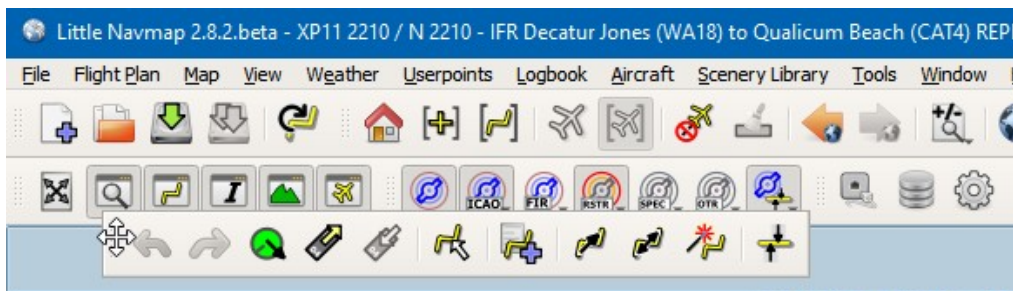 Little Navmap 2.8.2.beta - XP11 2210 / N 2210 - IFR Decatur Jones (WA18) to Qualicum Beach (CAT4) REP
File Flight Plan Map View Weather Userpoints Logbook Aircraft Scenery Library Tools Window
ICAO FIR RSTR SPEC OTR